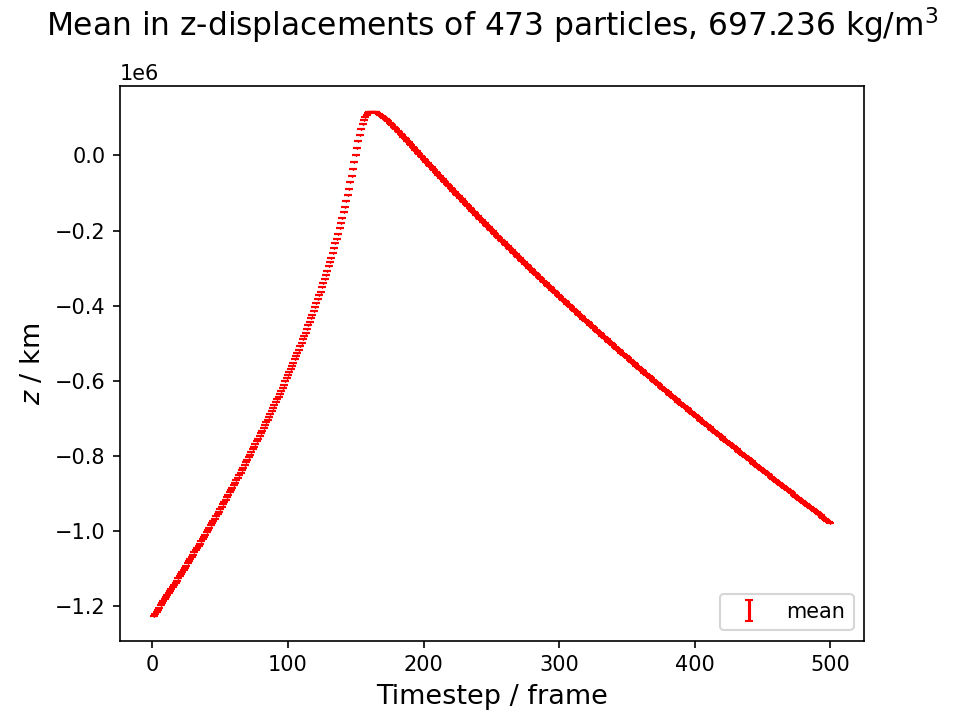 Mean in z-displacements of 473 particles, 697.236 kg/m³
1e6
0.0
−0.2
−0.4
−0.6
−0.8
−1.0
−1.2
z / km
mean
0 100 200 300 400 500
Timestep / frame